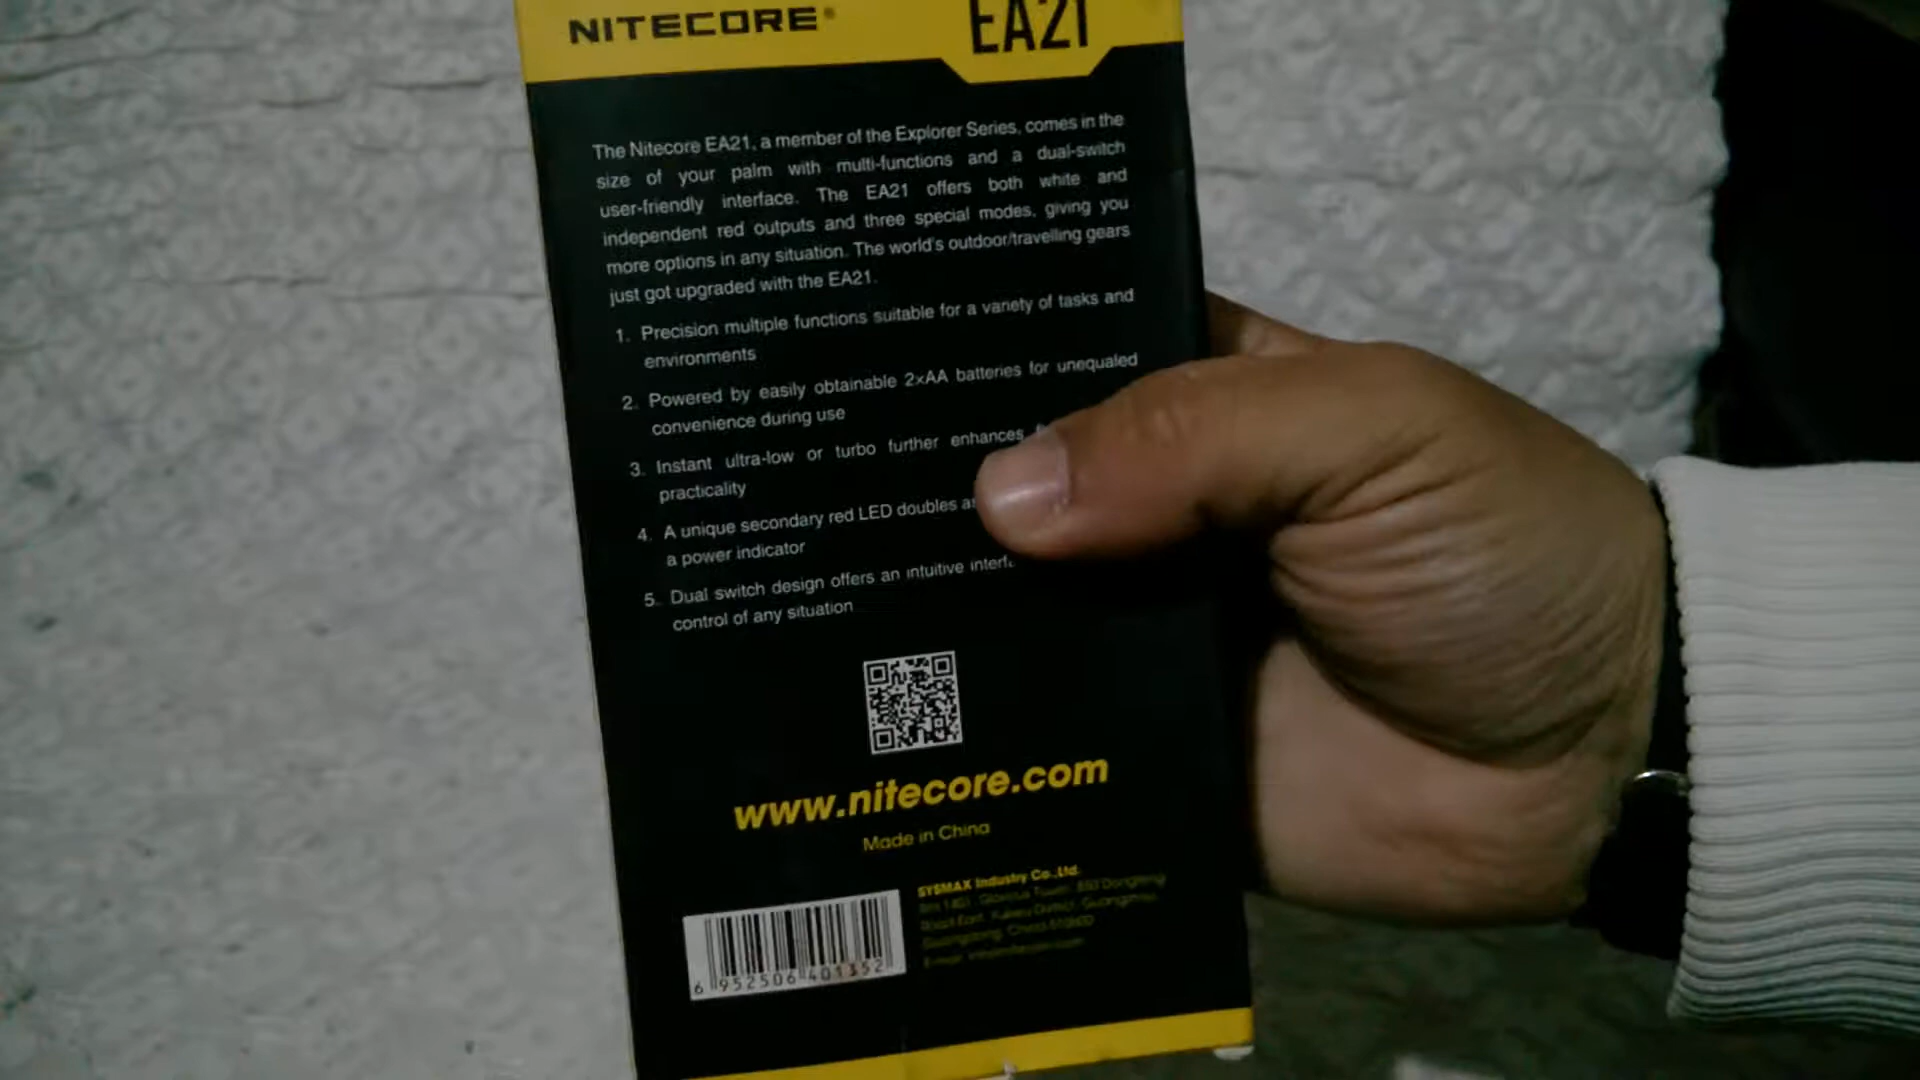 NITECORE®
EA21
The Nitecore EA21, a member of the Explorer Series, comes in the
size of your palm with multi-functions and a dual-switch
user-friendly interface. The EA21 offers both white and
independent red outputs and three special modes, giving you
more options in any situation. The world's outdoor/travelling gears
just got upgraded with the EA21.
1. Precision multiple functions suitable for a variety of tasks and
environments
2. Powered by easily obtainable 2×AA batteries for unequaled
convenience during use
3. Instant ultra-low or turbo further enhances
practicality
4. A unique secondary red LED doubles
a power indicator
5. Dual switch design offers an intuitive
control of any situation
www.nitecore.com
Made in China
SYSMAX Industry Co.,Ltd.
Guangdong, China
6 952506 401352